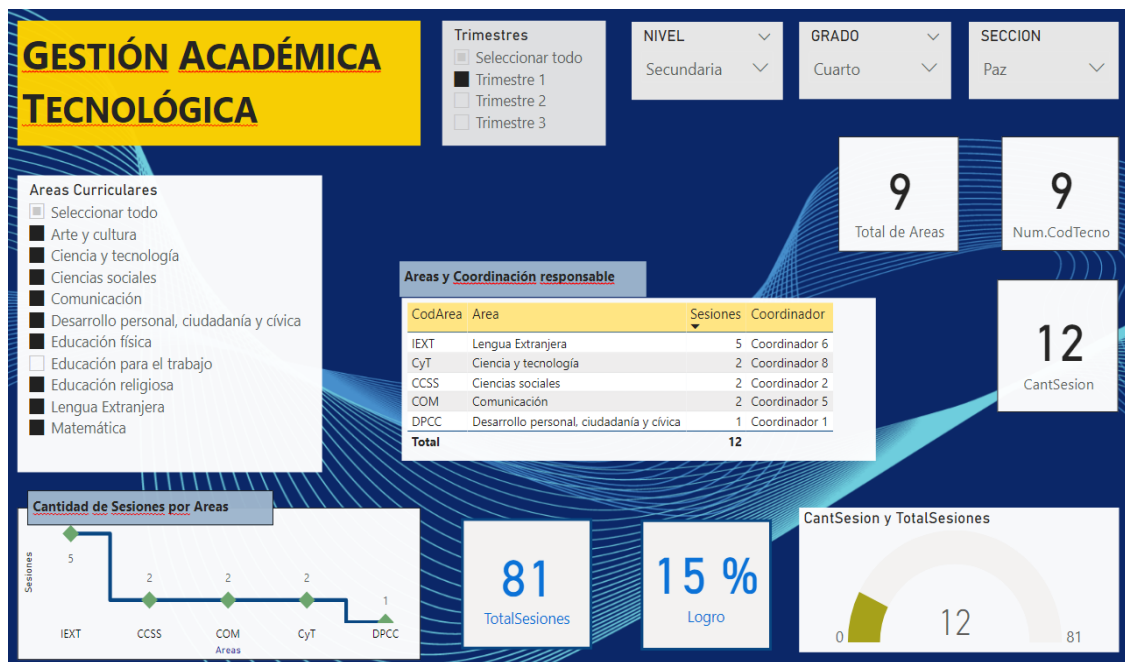 GESTIÓN ACADÉMICA
TECNOLÓGICA
Trimestres
Seleccionar todo
Trimestre 1
Trimestre 2
Trimestre 3
NIVEL
Secundaria
GRADO
Cuarto
SECCION
Paz
9
Total de Areas
9
Num.CodTecno
12
CantSesion
Areas Curriculares
Seleccionar todo
Arte y cultura
Ciencia y tecnología
Ciencias sociales
Comunicación
Desarrollo personal, ciudadanía y cívica
Educación física
Educación para el trabajo
Educación religiosa
Lengua Extranjera
Matemática
Areas y Coordinación responsable
CodArea Area Sesiones Coordinador
IEXT Lengua Extranjera 5 Coordinador 6
CyT Ciencia y tecnología 2 Coordinador 8
CCSS Ciencias sociales 2 Coordinador 2
COM Comunicación 2 Coordinador 5
DPCC Desarrollo personal, ciudadanía y cívica 1 Coordinador 1
Total 12
Cantidad de Sesiones por Areas
Sesiones
5 2 2 2 1
IEXT CCSS COM CyT DPCC
Areas
81
TotalSesiones
15 %
Logro
CantSesion y TotalSesiones
0 12 81